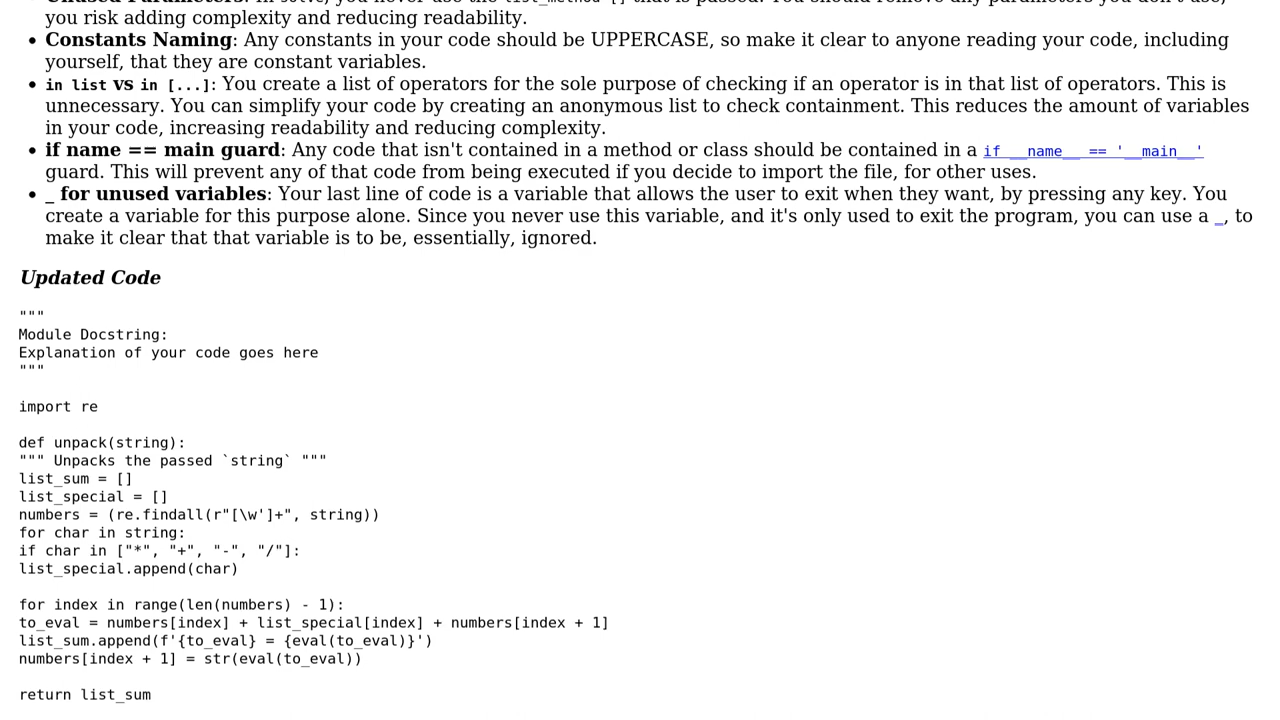 you risk adding complexity and reducing readability.
• Constants Naming: Any constants in your code should be UPPERCASE, so make it clear to anyone reading your code, including
yourself, that they are constant variables.
• in list vs in [...]: You create a list of operators for the sole purpose of checking if an operator is in that list of operators. This is
unnecessary. You can simplify your code by creating an anonymous list to check containment. This reduces the amount of variables
in your code, increasing readability and reducing complexity.
• if name == main guard: Any code that isn't contained in a method or class should be contained in a if __name__ == '__main__'
guard. This will prevent any of that code from being executed if you decide to import the file, for other uses.
• _ for unused variables: Your last line of code is a variable that allows the user to exit when they want, by pressing any key. You
create a variable for this purpose alone. Since you never use this variable, and it's only used to exit the program, you can use a _, to
make it clear that that variable is to be, essentially, ignored.
Updated Code
"""
Module Docstring:
Explanation of your code goes here
"""
import re
def unpack(string):
""" Unpacks the passed `string` """
list_sum = []
list_special = []
numbers = (re.findall(r"[\w']+", string))
for char in string:
if char in ["*", "+", "-", "/"]:
list_special.append(char)
for index in range(len(numbers) - 1):
to_eval = numbers[index] + list_special[index] + numbers[index + 1]
list_sum.append(f'{to_eval} = {eval(to_eval)}')
numbers[index + 1] = str(eval(to_eval))
return list_sum